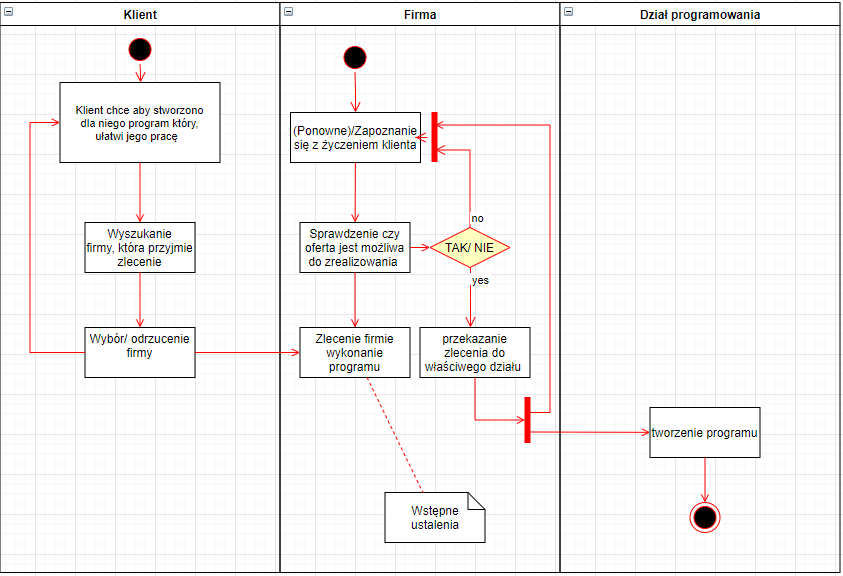 Klient
Firma
Dział programowania
Klient chce aby stworzono
dla niego program który,
ułatwi jego pracę
(Ponowne)/Zapoznanie
się z życzeniem klienta
no
Wyszukanie
firmy, która przyjmie
zlecenie
Sprawdzenie czy
oferta jest możliwa
do zrealizowania
TAK/ NIE
yes
Wybór/ odrzucenie
firmy
Zlecenie firmie
wykonanie
programu
przekazanie
zlecenia do
właściwego działu
tworzenie programu
Wstępne
ustalenia